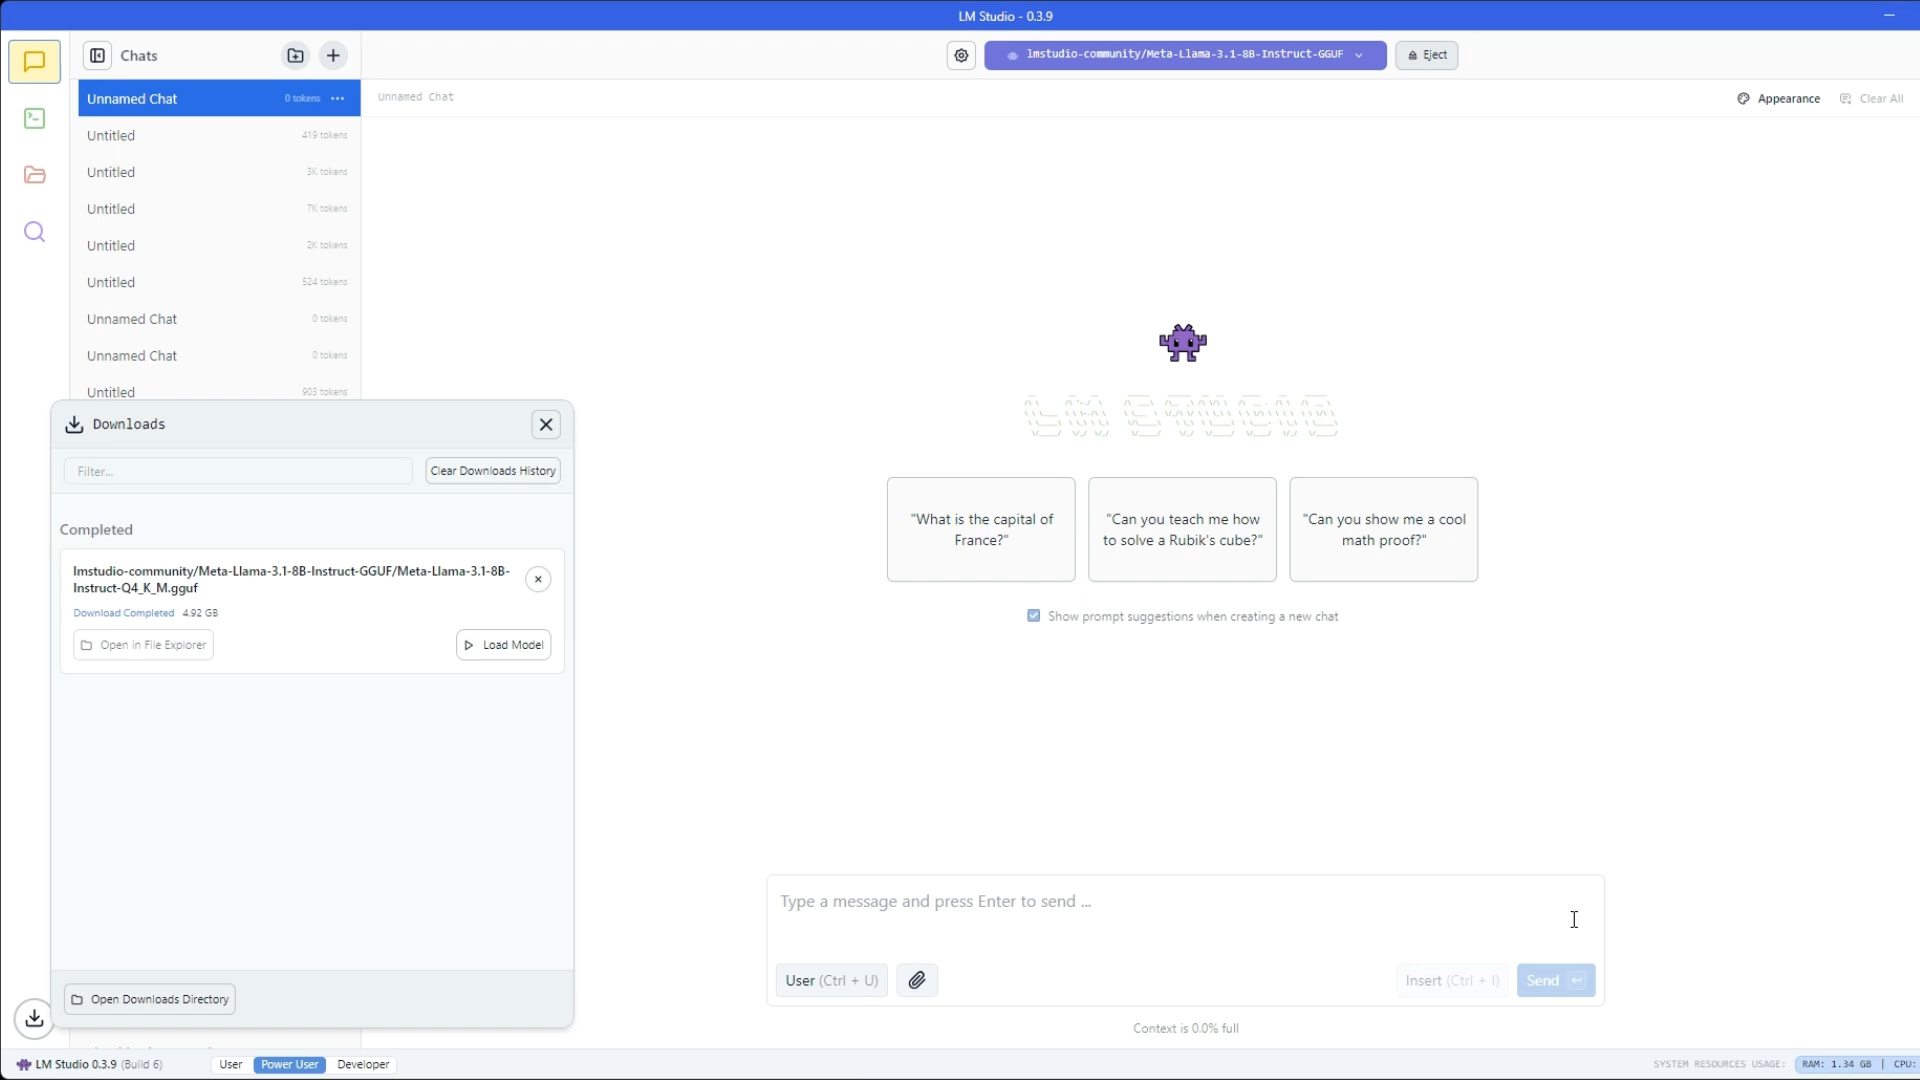 LM Studio - 0.3.9
Chats
lmstudio-community/Meta-Llama-3.1-8B-Instruct-GGUF
Eject
Unnamed Chat 0 tokens
Unnamed Chat
Appearance
Clear All
Untitled 419 tokens
Untitled 3K tokens
Untitled 7K tokens
Untitled 2K tokens
Untitled 524 tokens
Unnamed Chat 0 tokens
Unnamed Chat 0 tokens
Untitled 903 tokens
LM STUDIO
"What is the capital of
France?"
"Can you teach me how
to solve a Rubik's cube?"
"Can you show me a cool
math proof?"
Show prompt suggestions when creating a new chat
Downloads
Filter...
Clear Downloads History
Completed
lmstudio-community/Meta-Llama-3.1-8B-Instruct-GGUF/Meta-Llama-3.1-8B-
Instruct-Q4_K_M.gguf
Download Completed 4.92 GB
Open in File Explorer
Load Model
Open Downloads Directory
Type a message and press Enter to send ...
User (Ctrl + U)
Insert (Ctrl + I)
Send
Context is 0.0% full
LM Studio 0.3.9 (Build 6)
User
Power User
Developer
SYSTEM RESOURCES USAGE:
RAM: 1.34 GB | CPU: